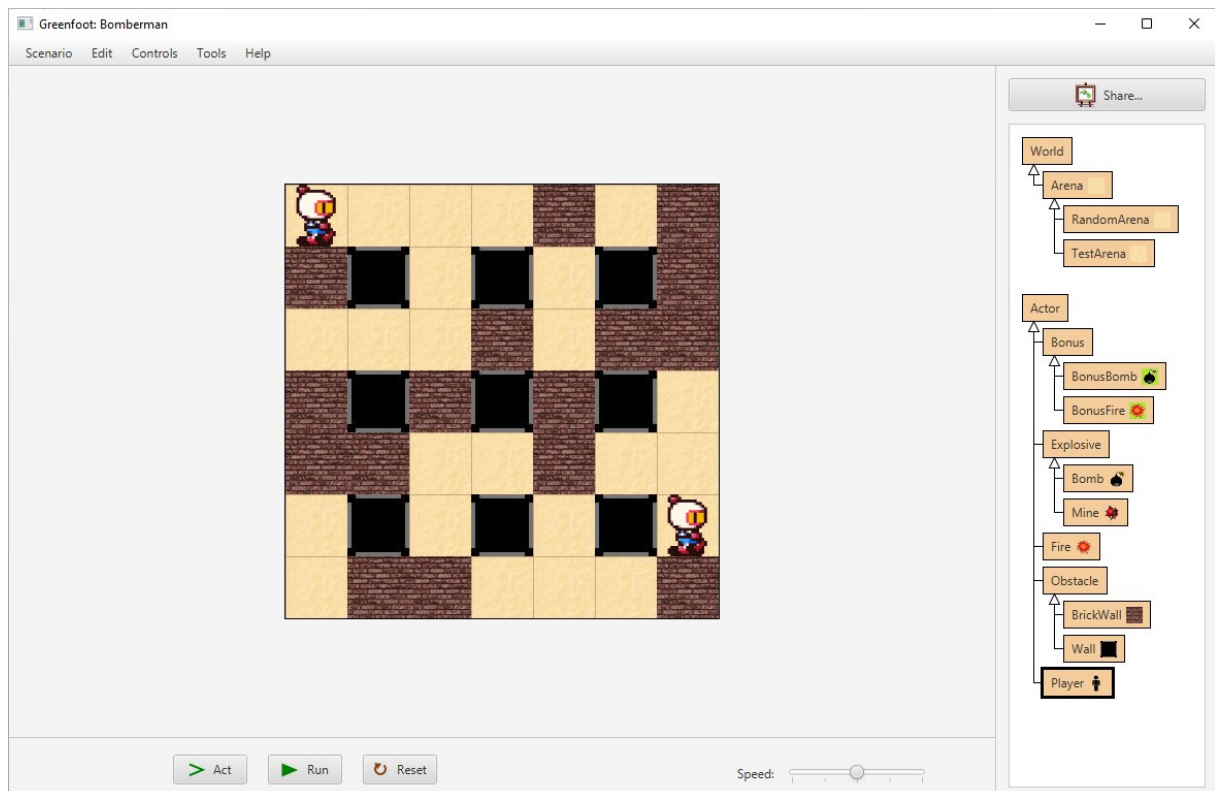 Greenfoot: Bomberman
Scenario Edit Controls Tools Help
Share...
World
Arena
RandomArena
TestArena
Actor
Bonus
BonusBomb
BonusFire
Explosive
Bomb
Mine
Fire
Obstacle
BrickWall
Wall
Player
Act Run Reset Speed: